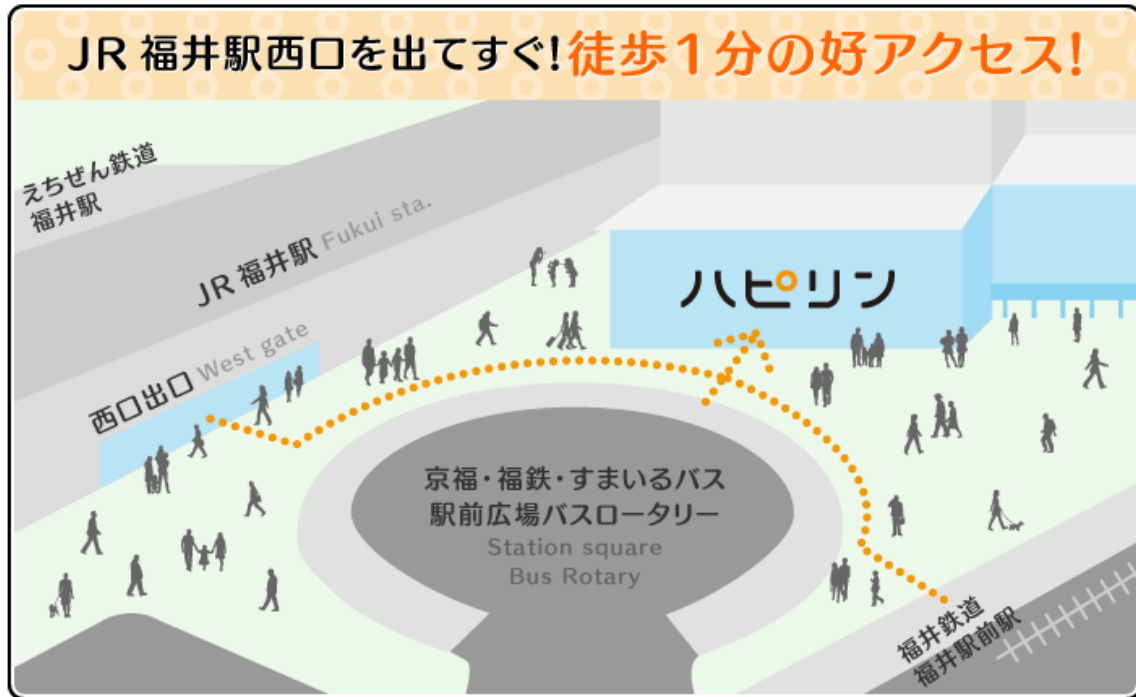 JR 福井駅西口を出てすぐ!徒歩1分の好アクセス!
えちぜん鉄道
福井駅
JR 福井駅 Fukui sta.
西口出口 West gate
ハピリン
京福・福鉄・すまいるバス
駅前広場バスロータリー
Station square
Bus Rotary
福井鉄道
福井駅前駅